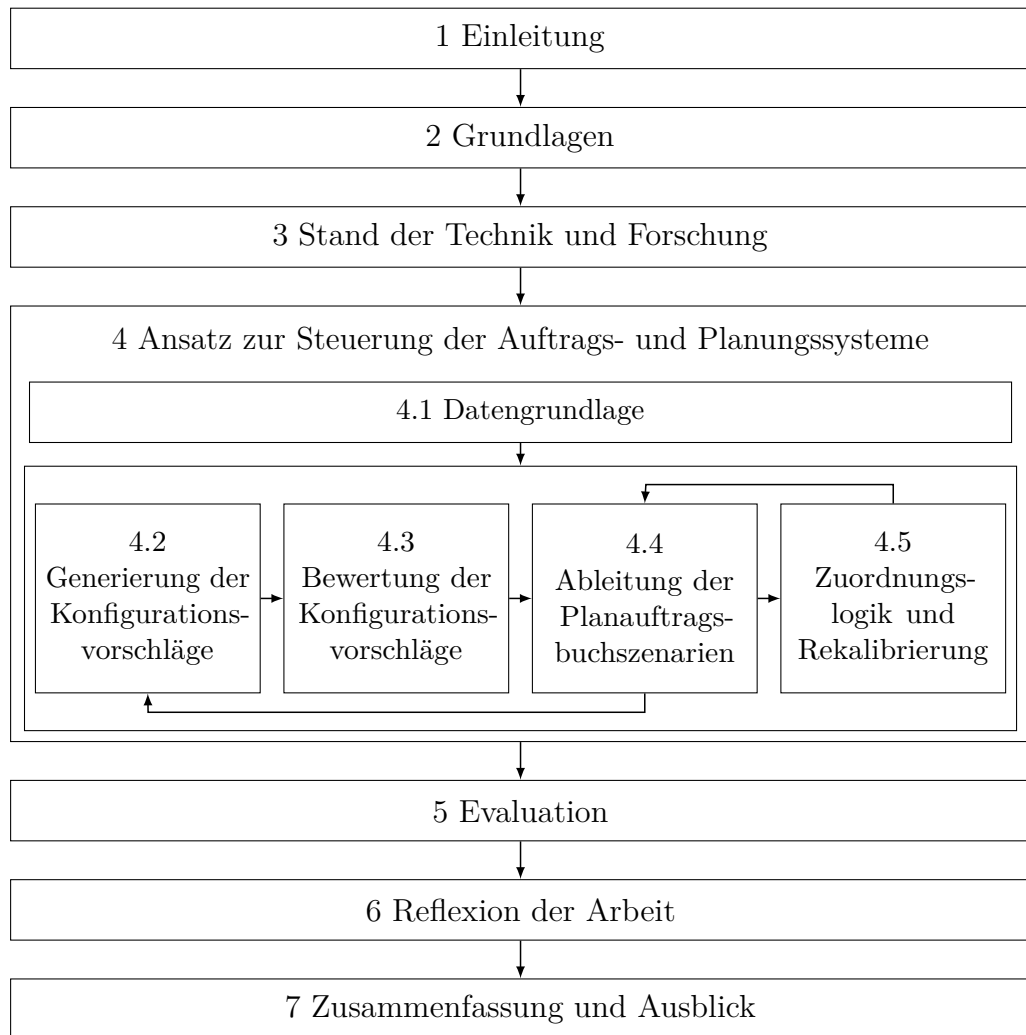 1 Einleitung
2 Grundlagen
3 Stand der Technik und Forschung
4 Ansatz zur Steuerung der Auftrags- und Planungssysteme
4.1 Datengrundlage
4.2
Generierung der
Konfigurations-
vorschläge
4.3
Bewertung der
Konfigurations-
vorschläge
4.4
Ableitung der
Planauftrags-
buchszenarien
4.5
Zuordnungs-
logik und
Rekalibrierung
5 Evaluation
6 Reflexion der Arbeit
7 Zusammenfassung und Ausblick